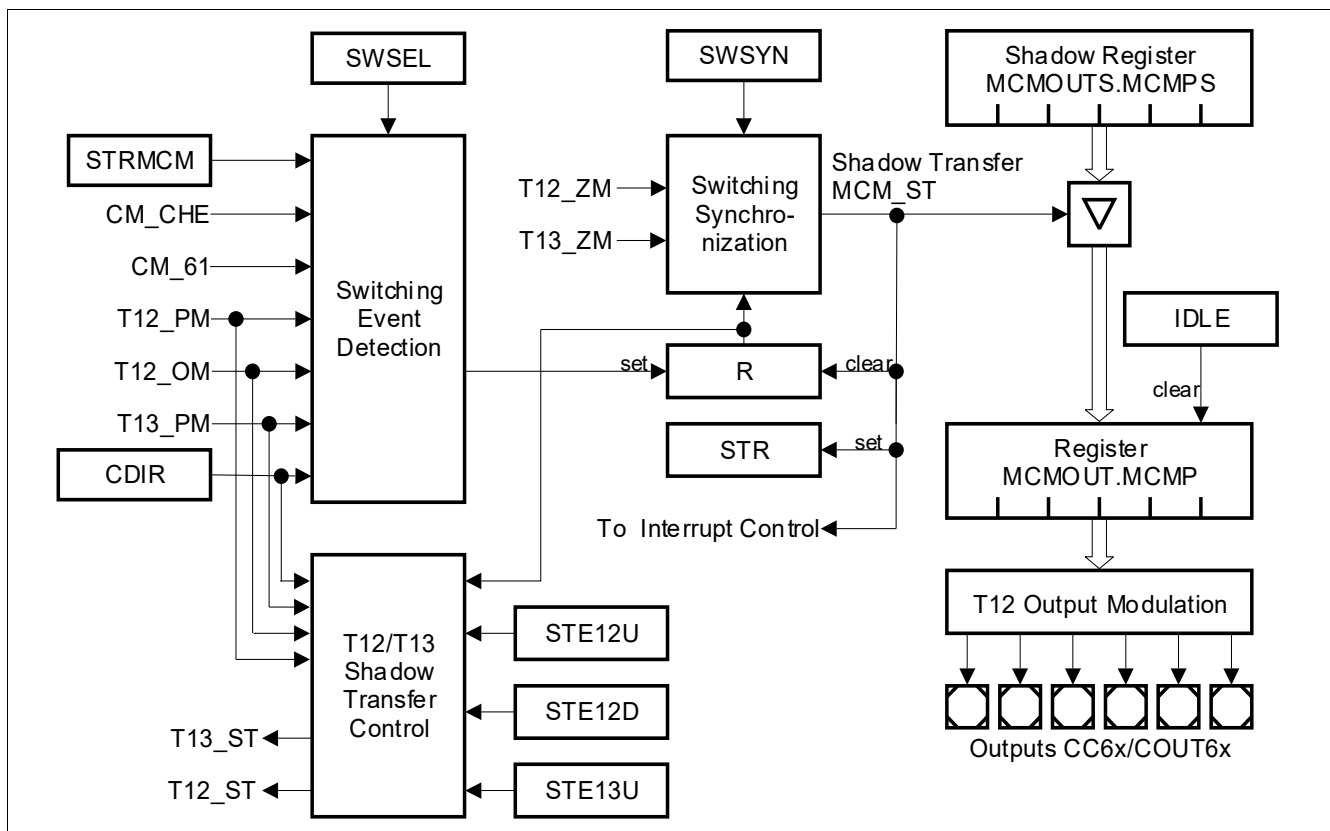 SWSEL
SWSYN
Shadow Register
MCMOUTS.MCMPS
STRMCM
CM_CHE
CM_61
T12_PM
T12_OM
T13_PM
CDIR
Switching
Event
Detection
T12_ZM
T13_ZM
Switching
Synchro-
nization
Shadow Transfer
MCM_ST
IDLE
clear
set
R
clear
STR
set
To Interrupt Control
Register
MCMOUT.MCMP
T12 Output Modulation
Outputs CC6x/COUT6x
T12/T13
Shadow
Transfer
Control
STE12U
STE12D
STE13U
T13_ST
T12_ST